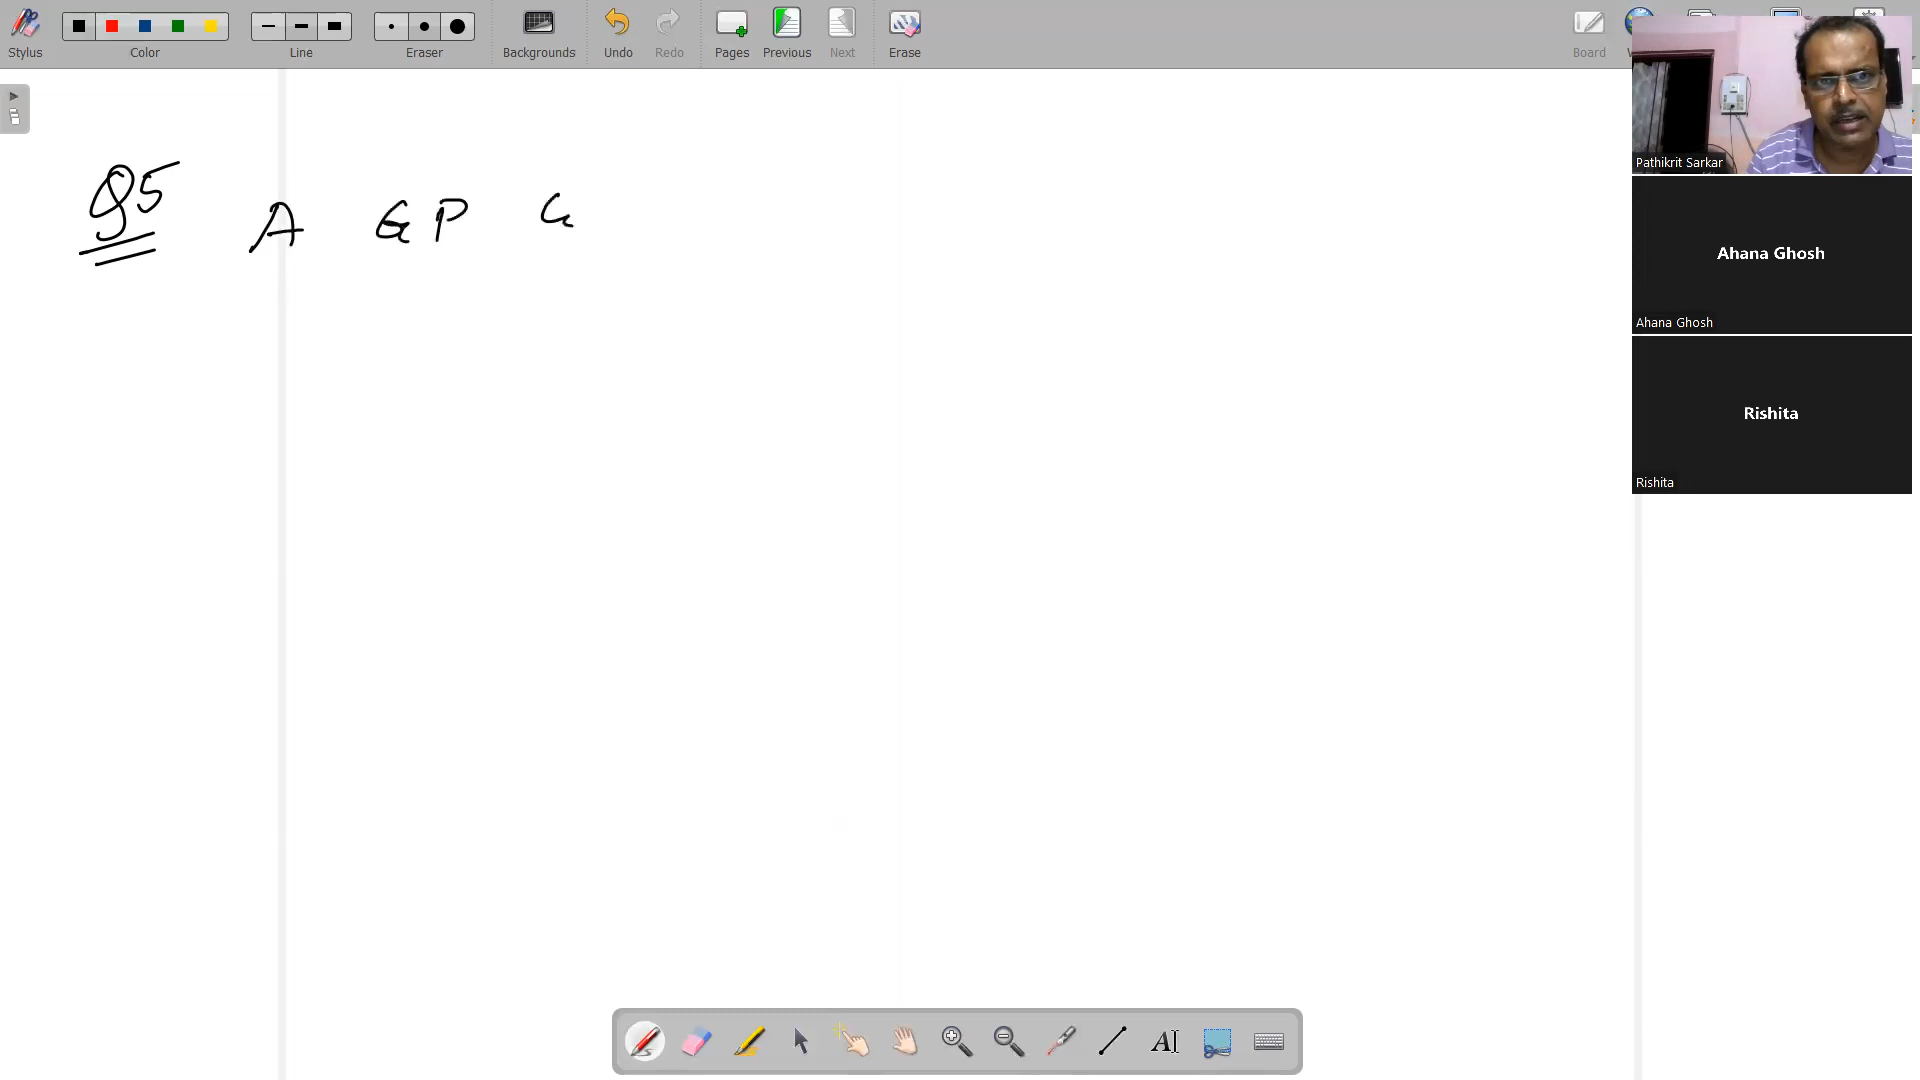 Stylus Color Line Eraser Backgrounds Undo Redo Pages Previous Next Erase Board
Pathikrit Sarkar
Ahana Ghosh
Ahana Ghosh
Rishita
Rishita
Q5 A GP